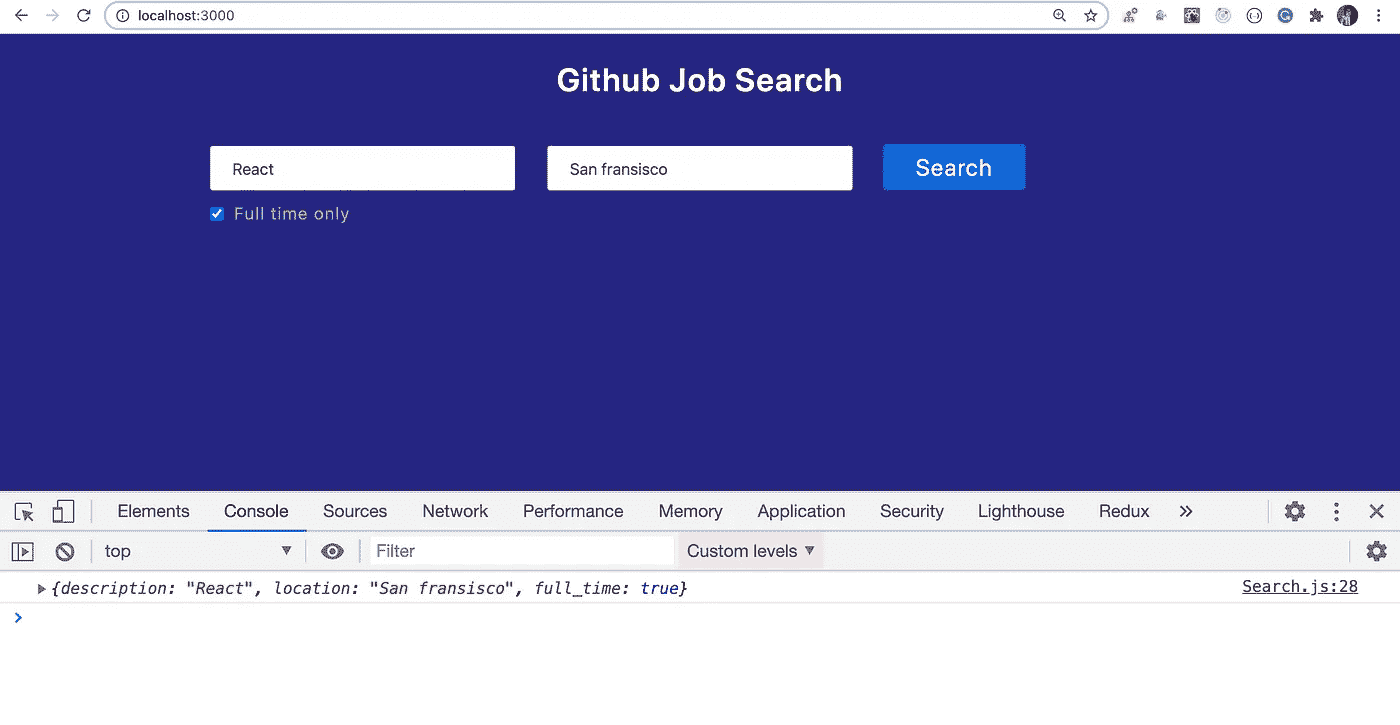 localhost:3000
Github Job Search
React
San fransisco
Search
Full time only
Elements Console Sources Network Performance Memory Application Security Lighthouse Redux »
top Filter Custom levels
{description: "React", location: "San fransisco", full_time: true} Search.js:28